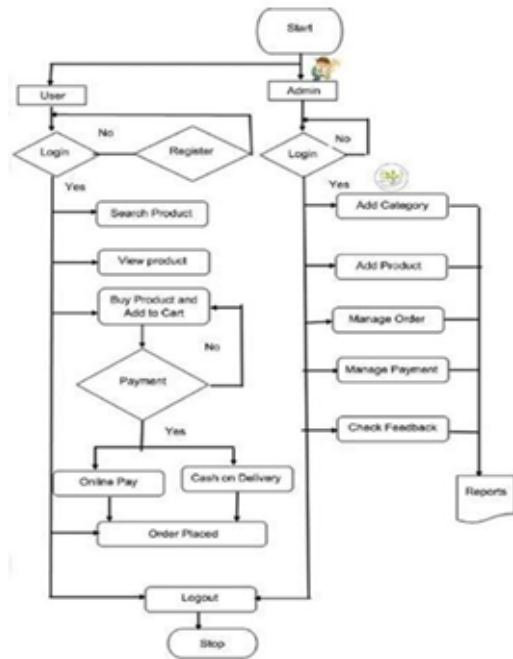 Start
User
Admin
No
No
Login
Register
Login
Yes
Yes
Search Product
Add Category
View product
Add Product
Buy Product and
Add to Cart
Manage Order
No
Payment
Manage Payment
Yes
Check Feedback
Online Pay
Cash on Delivery
Reports
Order Placed
Logout
Stop